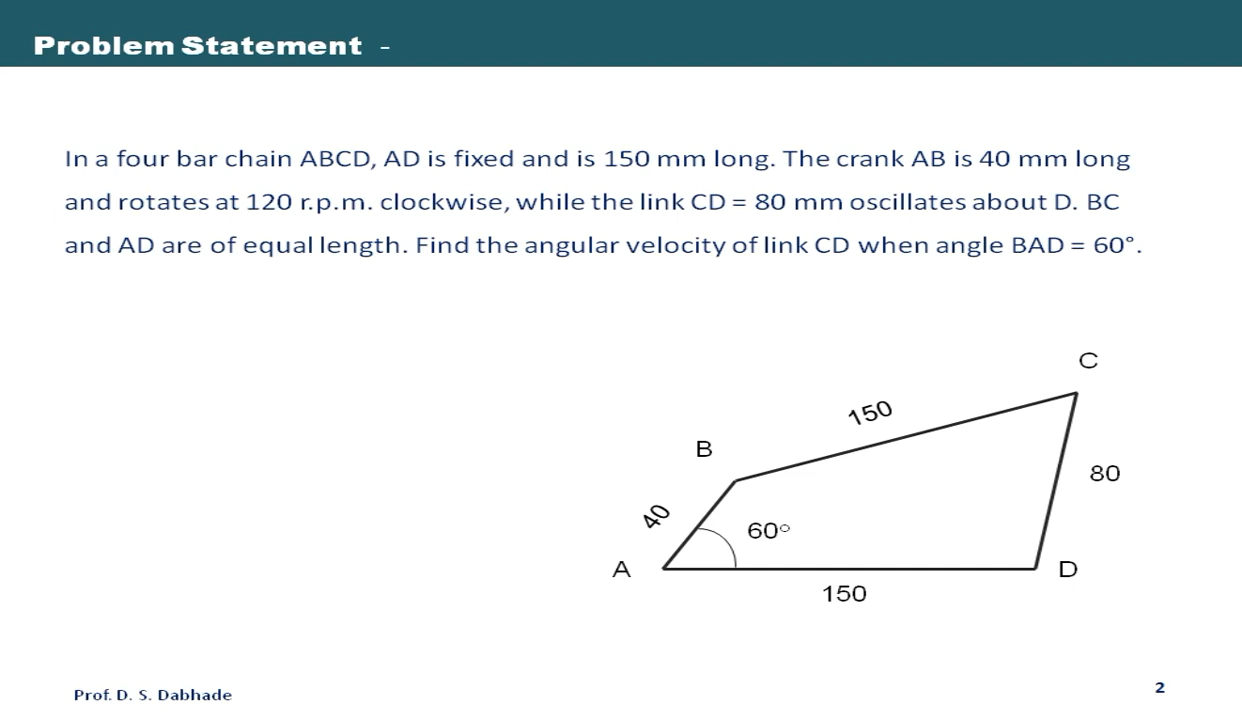 Problem Statement -
In a four bar chain ABCD, AD is fixed and is 150 mm long. The crank AB is 40 mm long
and rotates at 120 r.p.m. clockwise, while the link CD = 80 mm oscillates about D. BC
and AD are of equal length. Find the angular velocity of link CD when angle BAD = 60°.
C
150
B
80
40
60°
A
D
150
Prof. D. S. Dabhade
2